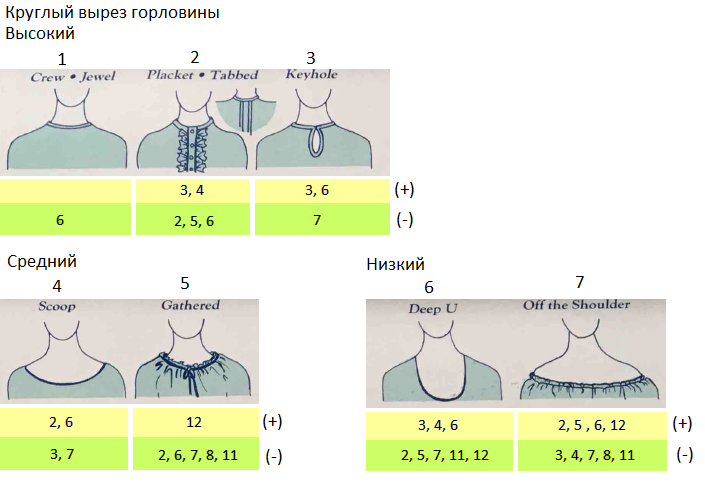 Круглый вырез горловины
Высокий
1 2 3
Crew • Jewel Placket • Tabbed Keyhole
3, 4 3, 6 (+)
6 2, 5, 6 7 (-)
Средний Низкий
4 5 6 7
Scoop Gathered Deep U Off the Shoulder
2, 6 12 (+) 3, 4, 6 2, 5 , 6, 12 (+)
3, 7 2, 6, 7, 8, 11 (-) 2, 5, 7, 11, 12 3, 4, 7, 8, 11 (-)